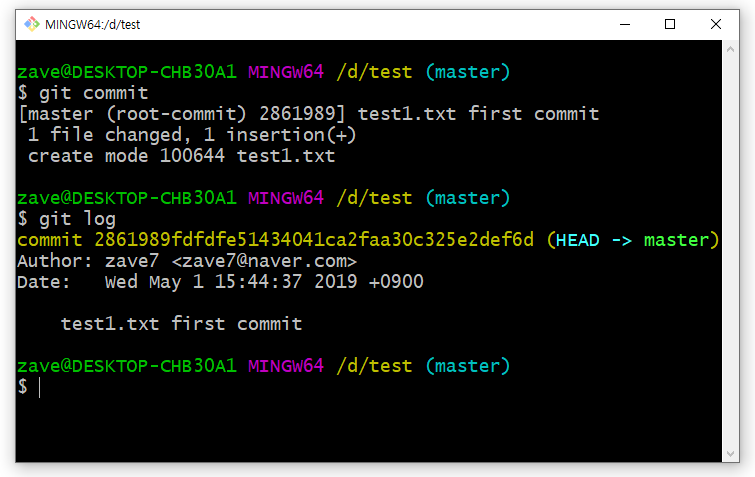 MINGW64:/d/test
zave@DESKTOP-CHB30A1 MINGW64 /d/test (master)
$ git commit
[master (root-commit) 2861989] test1.txt first commit
 1 file changed, 1 insertion(+)
 create mode 100644 test1.txt
zave@DESKTOP-CHB30A1 MINGW64 /d/test (master)
$ git log
commit 2861989fdfdfe51434041ca2faa30c325e2def6d (HEAD -> master)
Author: zave7 <zave7@naver.com>
Date:   Wed May 1 15:44:37 2019 +0900
    test1.txt first commit
zave@DESKTOP-CHB30A1 MINGW64 /d/test (master)
$